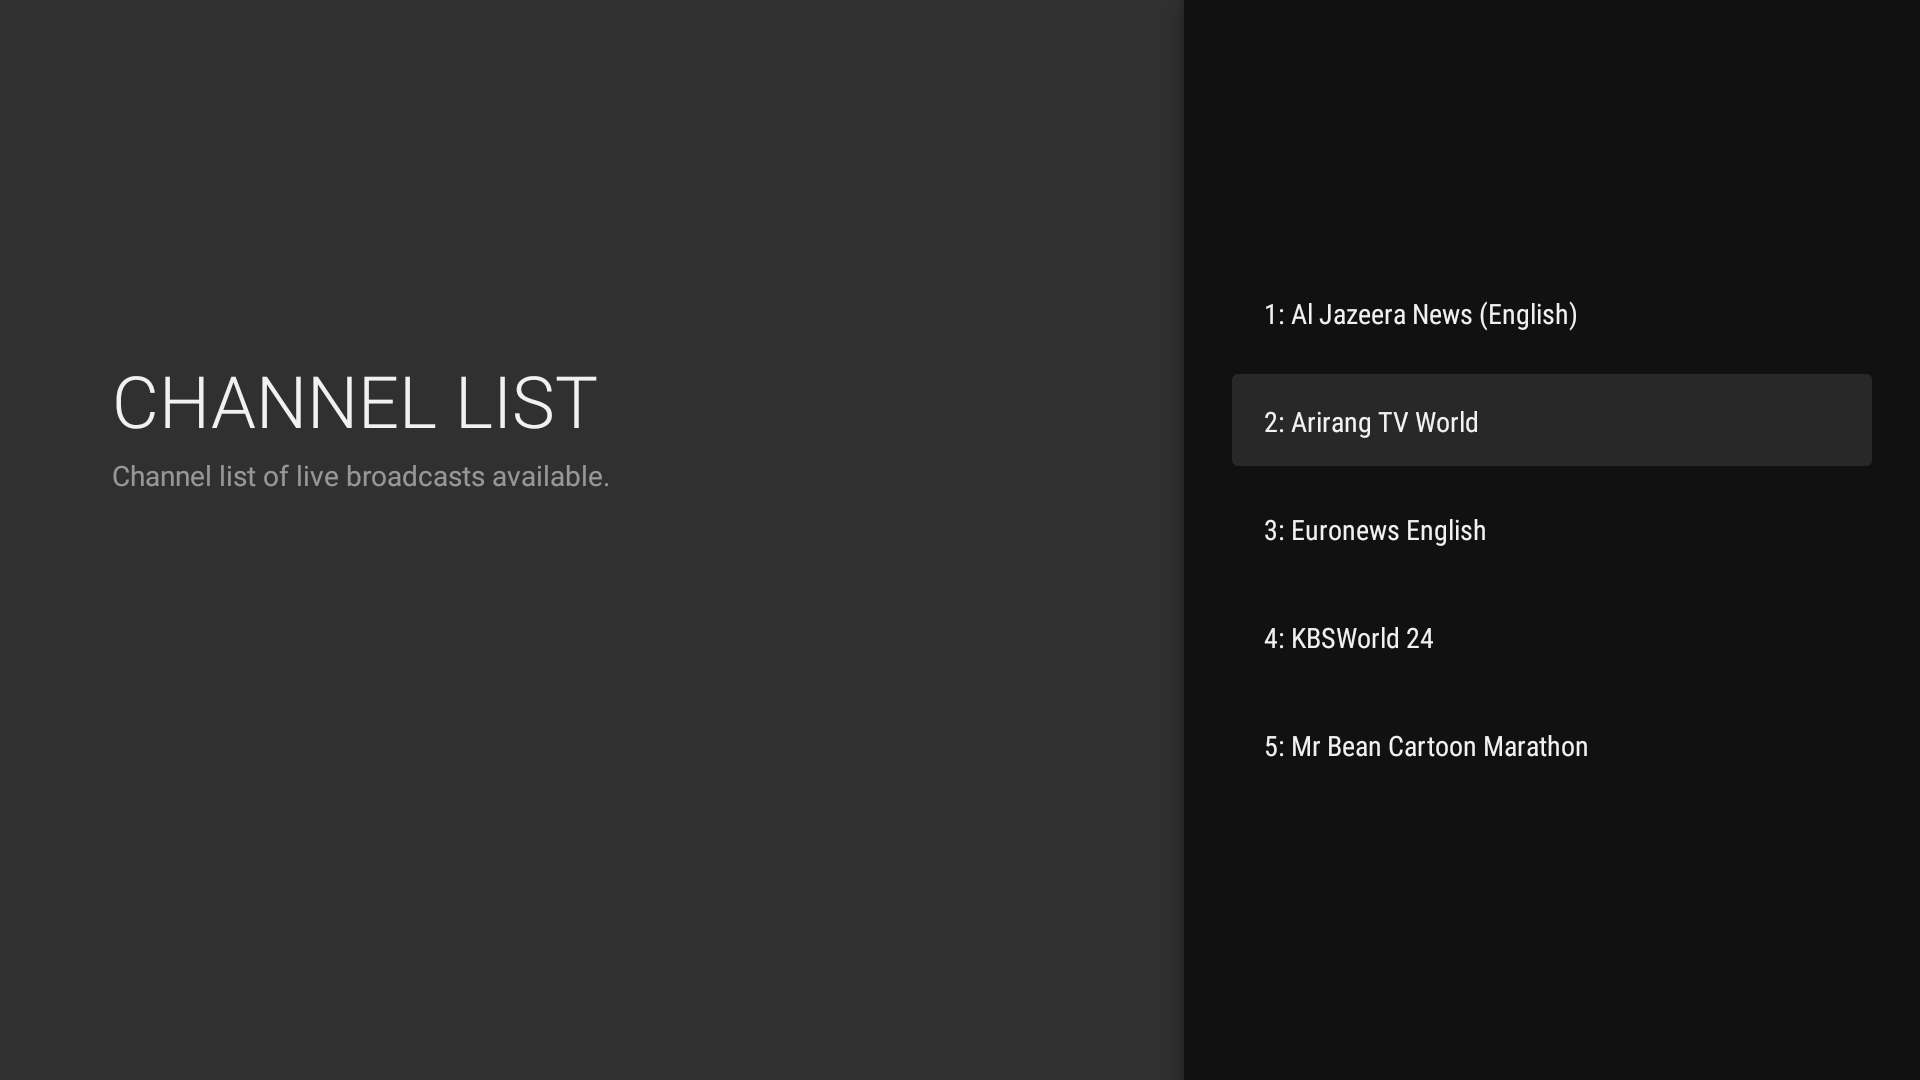 CHANNEL LIST
Channel list of live broadcasts available.
1: Al Jazeera News (English)
2: Arirang TV World
3: Euronews English
4: KBSWorld 24
5: Mr Bean Cartoon Marathon